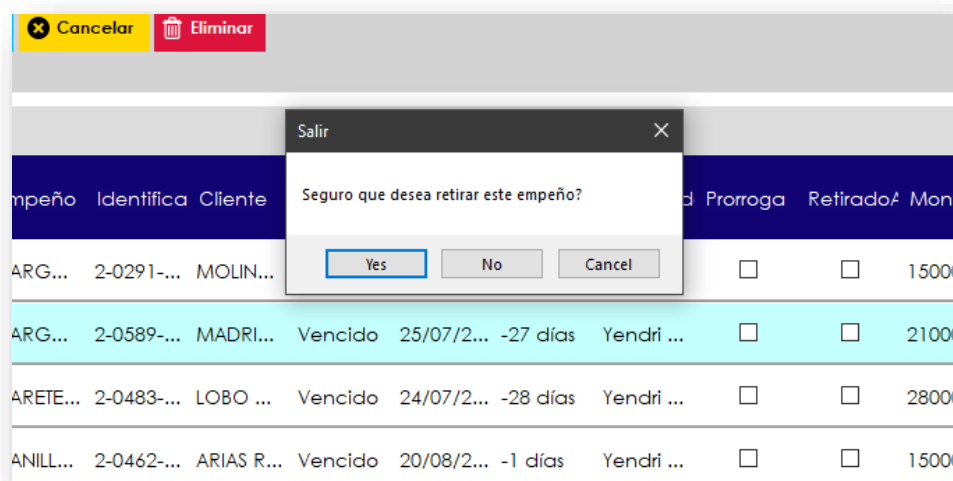 Cancelar Eliminar
Salir
mpeño Identifica Cliente Prorroga RetiradoA Mon
Seguro que desea retirar este empeño?
Yes No Cancel
ARG... 2-0291-... MOLIN... 1500
ARG... 2-0589-... MADRI... Vencido 25/07/2... -27 días Yendri ... 2100
ARETE... 2-0483-... LOBO ... Vencido 24/07/2... -28 días Yendri ... 2800
ANILL... 2-0462-... ARIAS R... Vencido 20/08/2... -1 días Yendri ... 1500